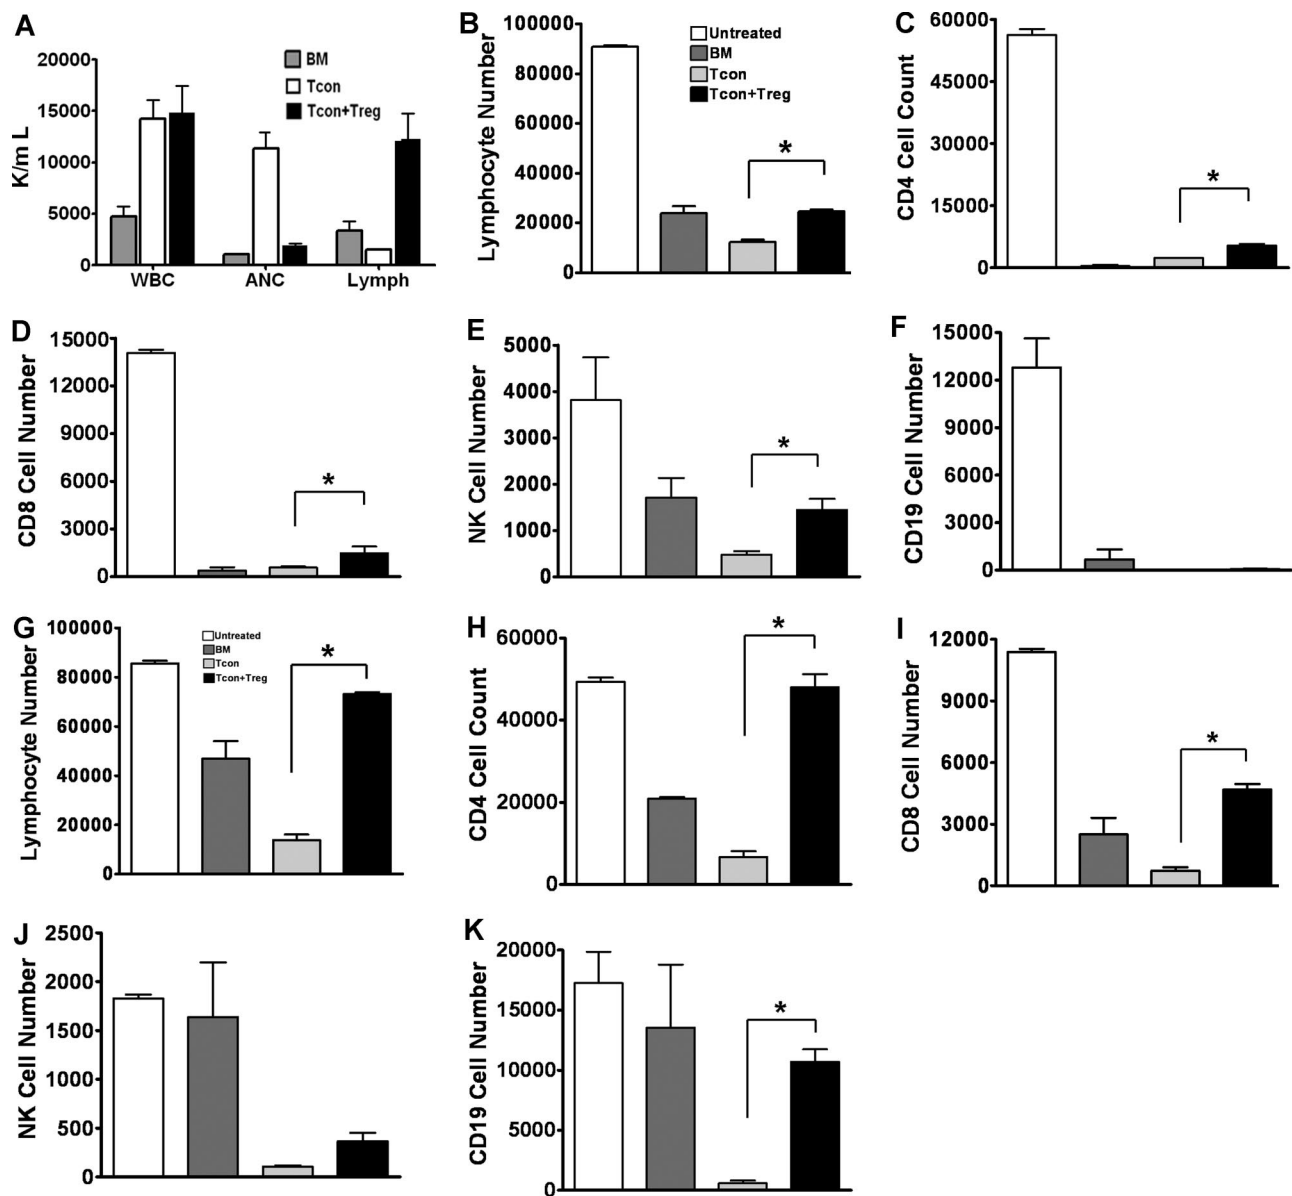 A
K/m L
20000
15000
10000
5000
0
BM
Tcon
Tcon+Treg
WBC ANC Lymph
B
Lymphocyte Number
100000
80000
60000
40000
20000
0
Untreated
BM
Tcon
Tcon+Treg
*
C
CD4 Cell Count
60000
45000
30000
15000
0
*
D
CD8 Cell Number
15000
12000
9000
6000
3000
0
*
E
NK Cell Number
5000
4000
3000
2000
1000
0
*
F
CD19 Cell Number
15000
12000
9000
6000
3000
0
G
Lymphocyte Number
100000
80000
60000
40000
20000
0
Untreated
BM
Tcon
Tcon+Treg
*
H
CD4 Cell Count
60000
40000
20000
0
*
I
CD8 Cell Number
12000
9000
6000
3000
0
*
J
NK Cell Number
2500
2000
1500
1000
500
0
K
CD19 Cell Number
20000
15000
10000
5000
0
*